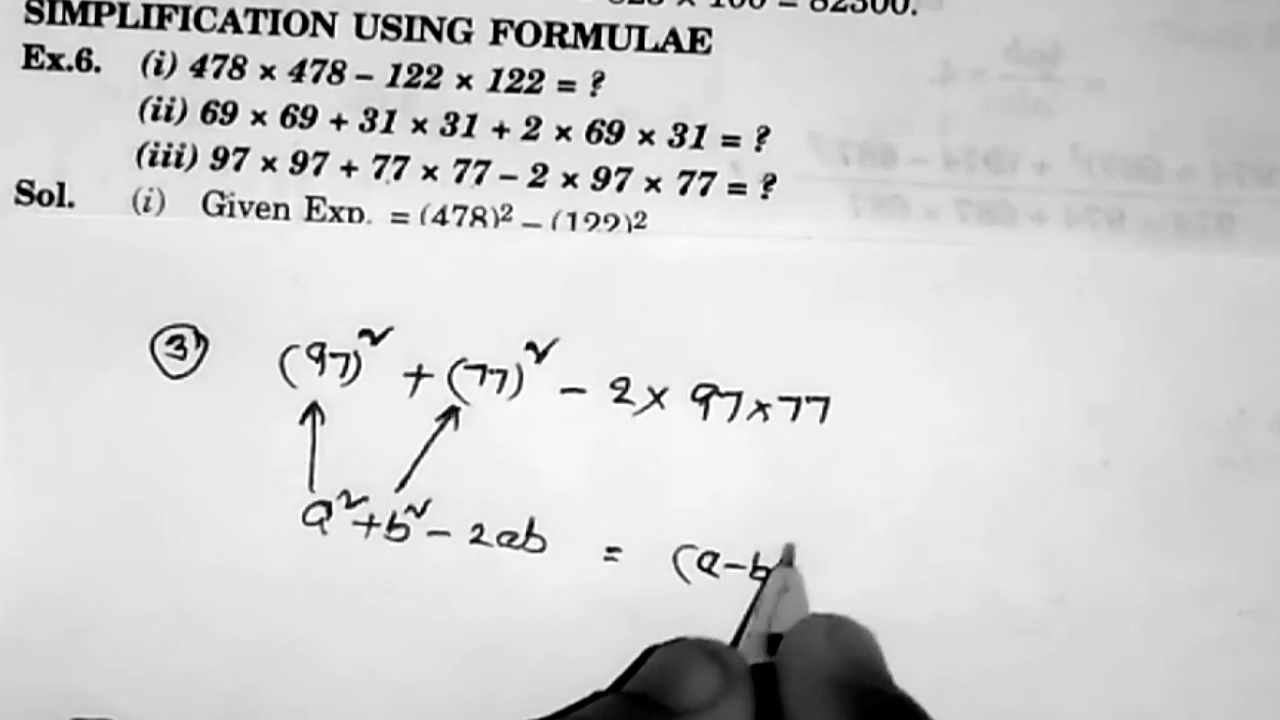 × 100 = 82300.
SIMPLIFICATION USING FORMULAE
Ex.6. (i) 478 × 478 – 122 × 122 = ?
(ii) 69 × 69 + 31 × 31 + 2 × 69 × 31 = ?
(iii) 97 × 97 + 77 × 77 – 2 × 97 × 77 = ?
Sol. (i) Given Exp. = (478)² – (122)²
3) (97)² + (77)² – 2 × 97 × 77
a² + b² – 2ab = (a – b